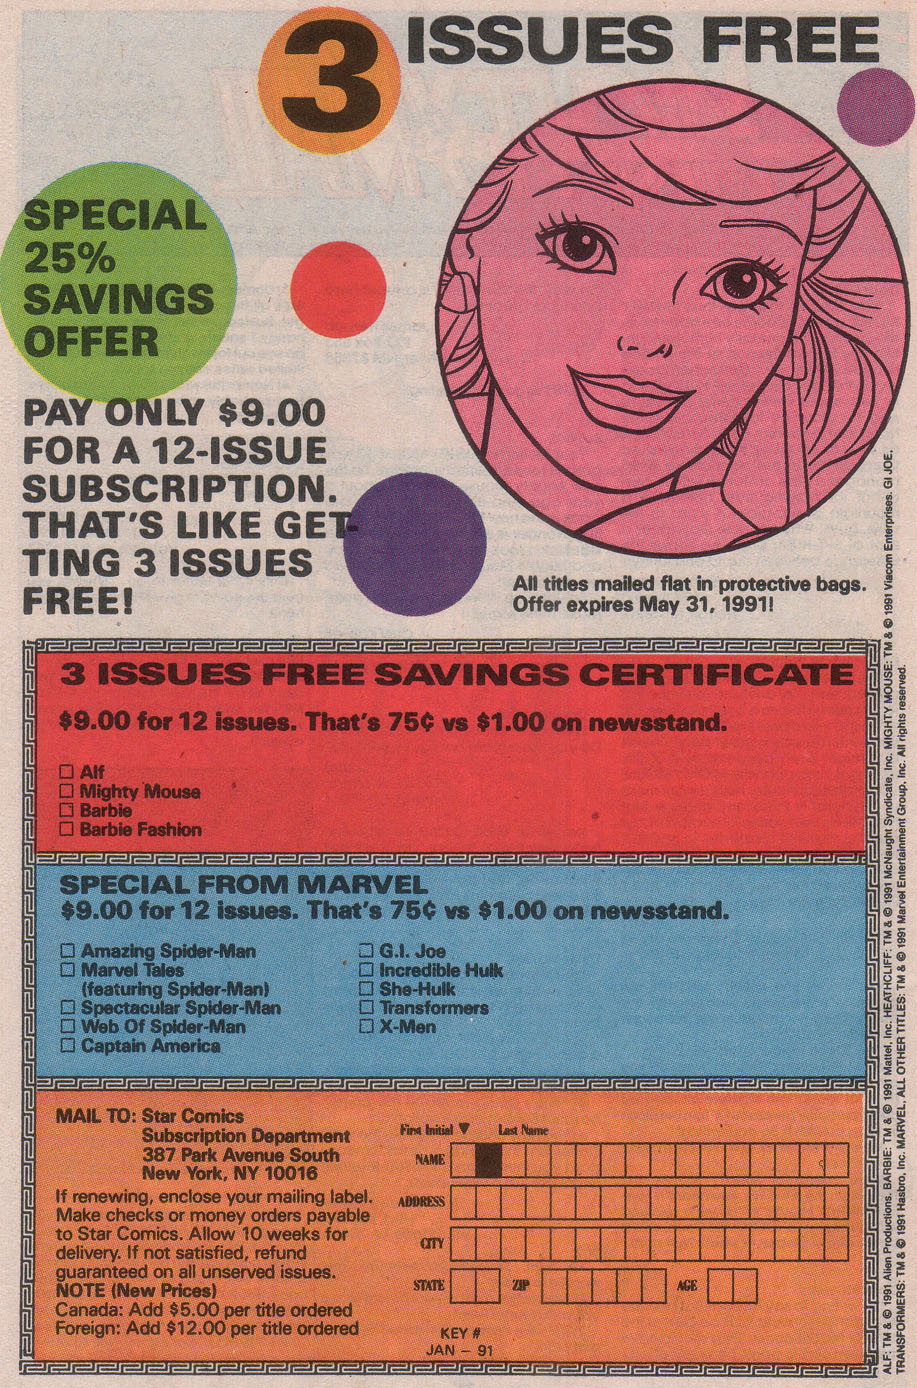 3 ISSUES FREE
SPECIAL
25%
SAVINGS
OFFER
PAY ONLY $9.00
FOR A 12-ISSUE
SUBSCRIPTION.
THAT'S LIKE GET-
TING 3 ISSUES
FREE!
All titles mailed flat in protective bags.
Offer expires May 31, 1991!
3 ISSUES FREE SAVINGS CERTIFICATE
$9.00 for 12 issues. That's 75¢ vs $1.00 on newsstand.
☐ Alf
☐ Mighty Mouse
☐ Barbie
☐ Barbie Fashion
SPECIAL FROM MARVEL
$9.00 for 12 issues. That's 75¢ vs $1.00 on newsstand.
☐ Amazing Spider-Man
☐ Marvel Tales
(featuring Spider-Man)
☐ Spectacular Spider-Man
☐ Web Of Spider-Man
☐ Captain America
☐ G.I. Joe
☐ Incredible Hulk
☐ She-Hulk
☐ Transformers
☐ X-Men
MAIL TO: Star Comics
Subscription Department
387 Park Avenue South
New York, NY 10016
If renewing, enclose your mailing label.
Make checks or money orders payable
to Star Comics. Allow 10 weeks for
delivery. If not satisfied, refund
guaranteed on all unserved issues.
NOTE (New Prices)
Canada: Add $5.00 per title ordered
Foreign: Add $12.00 per title ordered
First Initial ▼ Last Name
NAME
ADDRESS
CITY
STATE ZIP AGE
KEY #
JAN – 91
ALF: TM & © 1991 Alien Productions. BARBIE: TM & © 1991 Mattel, Inc. HEATHCLIFF: TM & © 1991 McNaught Syndicate, Inc. MIGHTY MOUSE: TM & © 1991 Viacom Enterprises. GI JOE,
TRANSFORMERS: TM & © 1991 Hasbro, Inc. MARVEL, ALL OTHER TITLES: TM & © 1991 Marvel Entertainment Group, Inc. All rights reserved.